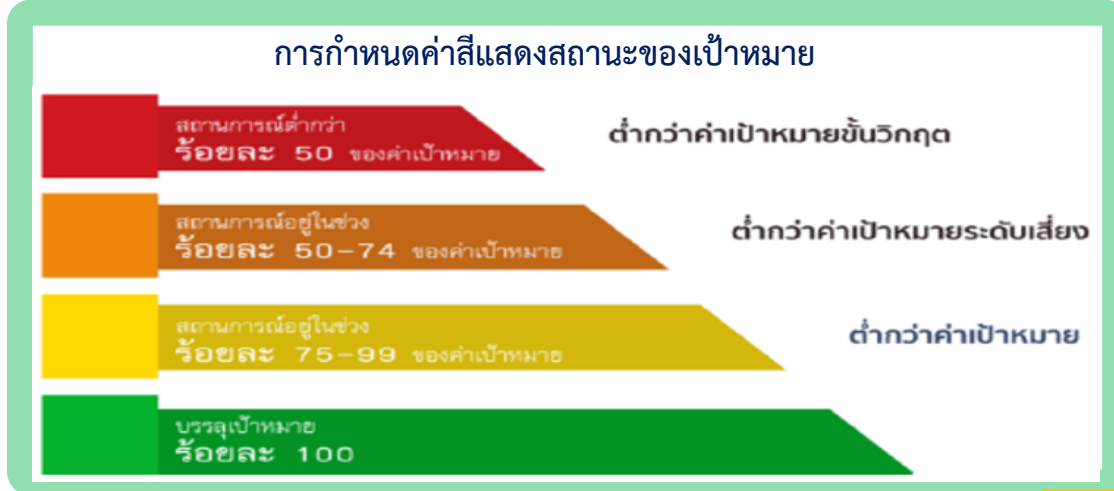 การกำหนดค่าสีแสดงสถานะของเป้าหมาย
สถานการณ์ต่ำกว่า
ร้อยละ 50 ของค่าเป้าหมาย
ต่ำกว่าค่าเป้าหมายขั้นวิกฤต
สถานการณ์อยู่ในช่วง
ร้อยละ 50-74 ของค่าเป้าหมาย
ต่ำกว่าค่าเป้าหมายระดับเสี่ยง
สถานการณ์อยู่ในช่วง
ร้อยละ 75-99 ของค่าเป้าหมาย
ต่ำกว่าค่าเป้าหมาย
บรรลุเป้าหมาย
ร้อยละ 100